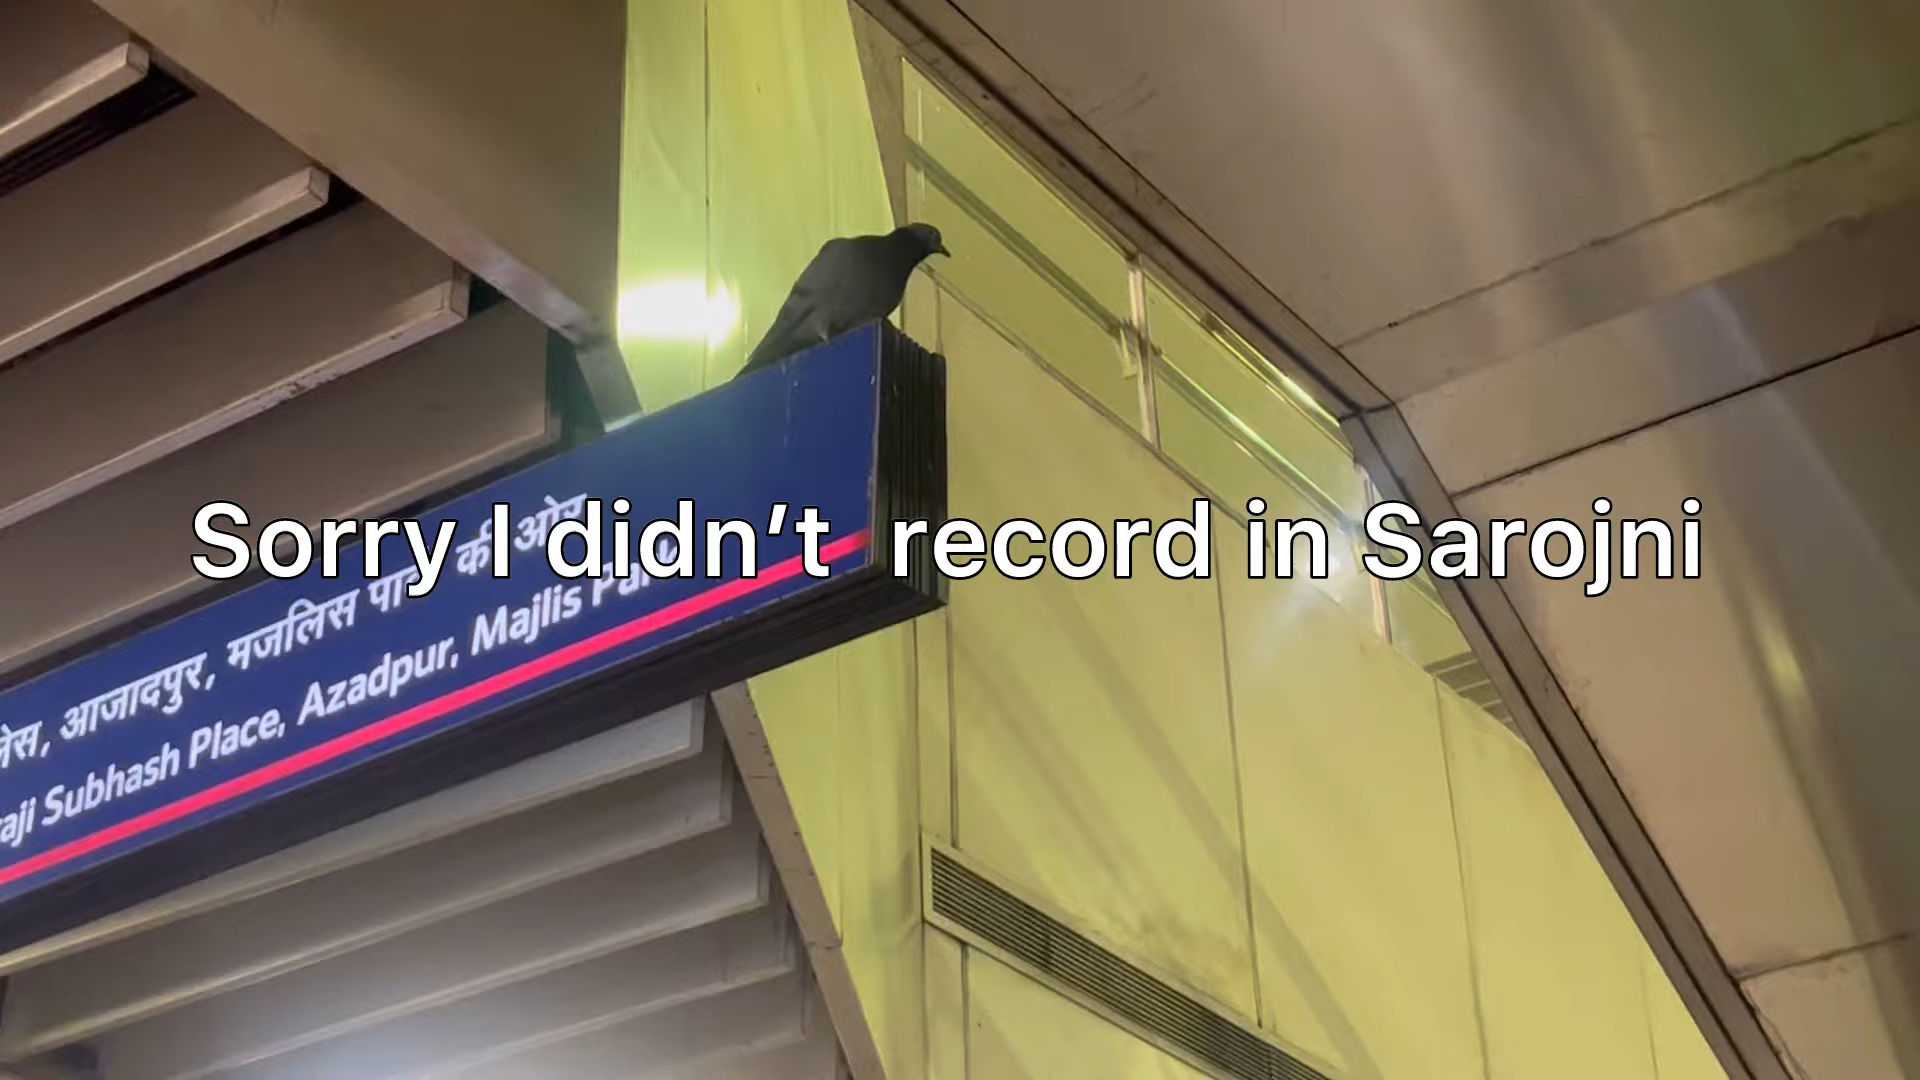 Sorry I didn’t  record in Sarojni
आजादपुर, मजलिस की ओर
Subhash Place, Azadpur, Majlis